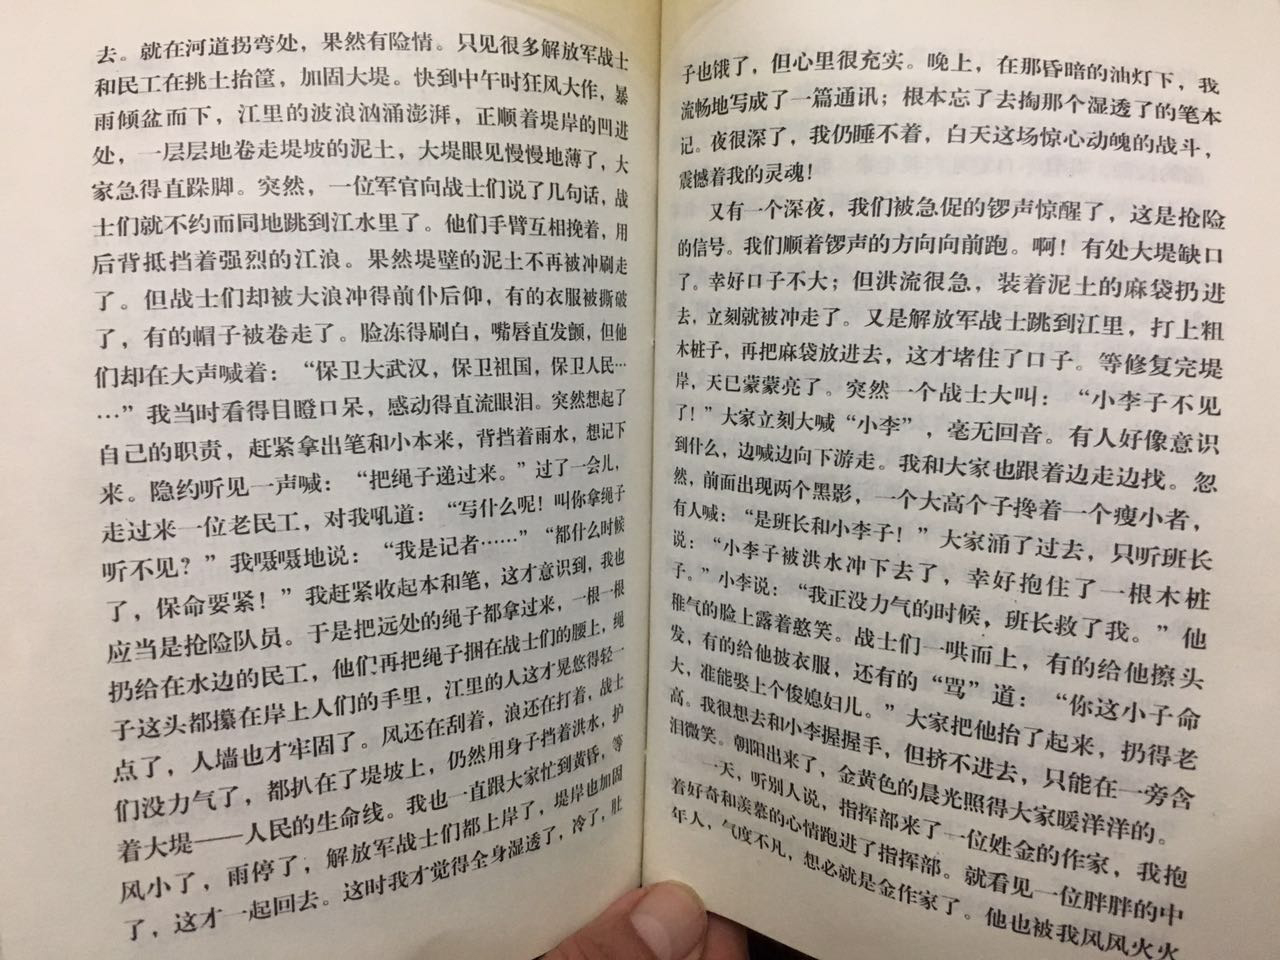 去。就在河道拐弯处，果然有险情。只见很多解放军战士
和民工在挑土抬筐，加固大堤。快到中午时狂风大作，暴
雨倾盆而下，江里的波浪汹涌澎湃，正顺着堤岸的凹进
处，一层层地卷走堤坡的泥土，大堤眼见慢慢地薄了，大
家急得直跺脚。突然，一位军官向战士们说了几句话，战
士们就不约而同地跳到江水里了。他们手臂互相挽着，用
后背抵挡着强烈的江浪。果然堤壁的泥土不再被冲刷走
了。但战士们却被大浪冲得前仆后仰，有的衣服被撕破
了，有的帽子被卷走了。脸冻得刷白，嘴唇直发颤，但他
们却在大声喊着：“保卫大武汉，保卫祖国，保卫人民…
…”我当时看得目瞪口呆，感动得直流眼泪。突然想起了
自己的职责，赶紧拿出笔和小本来，背挡着雨水，想记下
来。隐约听见一声喊：“把绳子递过来。”过了一会儿，
走过来一位老民工，对我吼道：“写什么呢！叫你拿绳子
听不见？”我嗫嗫地说：“我是记者……”“都什么时候
了，保命要紧！”我赶紧收起本和笔，这才意识到，我也
应当是抢险队员。于是把远处的绳子都拿过来，一根一根
扔给在水边的民工，他们再把绳子捆在战士们的腰上，绳
子这头都攥在岸上人们的手里，江里的人这才晃悠得轻一
点了，人墙也才牢固了。风还在刮着，浪还在打着，战士
们没力气了，都扒在了堤坡上，仍然用身子挡着洪水，护
着大堤——人民的生命线。我也一直跟大家忙到黄昏，等
风小了，雨停了，解放军战士们都上岸了，堤岸也加固
了，这才一起回去。这时我才觉得全身湿透了，冷了，肚
子也饿了，但心里很充实。晚上，在那昏暗的油灯下，我
流畅地写成了一篇通讯；根本忘了去掏那个湿透了的笔本
记。夜很深了，我仍睡不着，白天这场惊心动魄的战斗，
震憾着我的灵魂！
又有一个深夜，我们被急促的锣声惊醒了，这是抢险
的信号。我们顺着锣声的方向向前跑。啊！有处大堤缺口
了。幸好口子不大；但洪流很急，装着泥土的麻袋扔进
去，立刻就被冲走了。又是解放军战士跳到江里，打上粗
木桩子，再把麻袋放进去，这才堵住了口子。等修复完堤
岸，天已蒙蒙亮了。突然一个战士大叫：“小李子不见
了！”大家立刻大喊“小李”，毫无回音。有人好像意识
到什么，边喊边向下游走。我和大家也跟着边走边找。忽
然，前面出现两个黑影，一个大高个子搀着一个瘦小者，
有人喊：“是班长和小李子！”大家涌了过去，只听班长
说：“小李子被洪水冲下去了，幸好抱住了一根木桩
子。”小李说：“我正没力气的时候，班长救了我。”他
稚气的脸上露着憨笑。战士们一哄而上，有的给他擦头
发，有的给他披衣服，还有的“骂”道：“你这小子命
大，准能娶上个俊媳妇儿。”大家把他抬了起来，扔得老
高。我很想去和小李握握手，但挤不进去，只能在一旁含
泪微笑。朝阳出来了，金黄色的晨光照得大家暖洋洋的。
一天，听别人说，指挥部来了一位姓金的作家，我抱
着好奇和羡慕的心情跑进了指挥部。就看见一位胖胖的中
年人，气度不凡，想必就是金作家了。他也被我风风火火